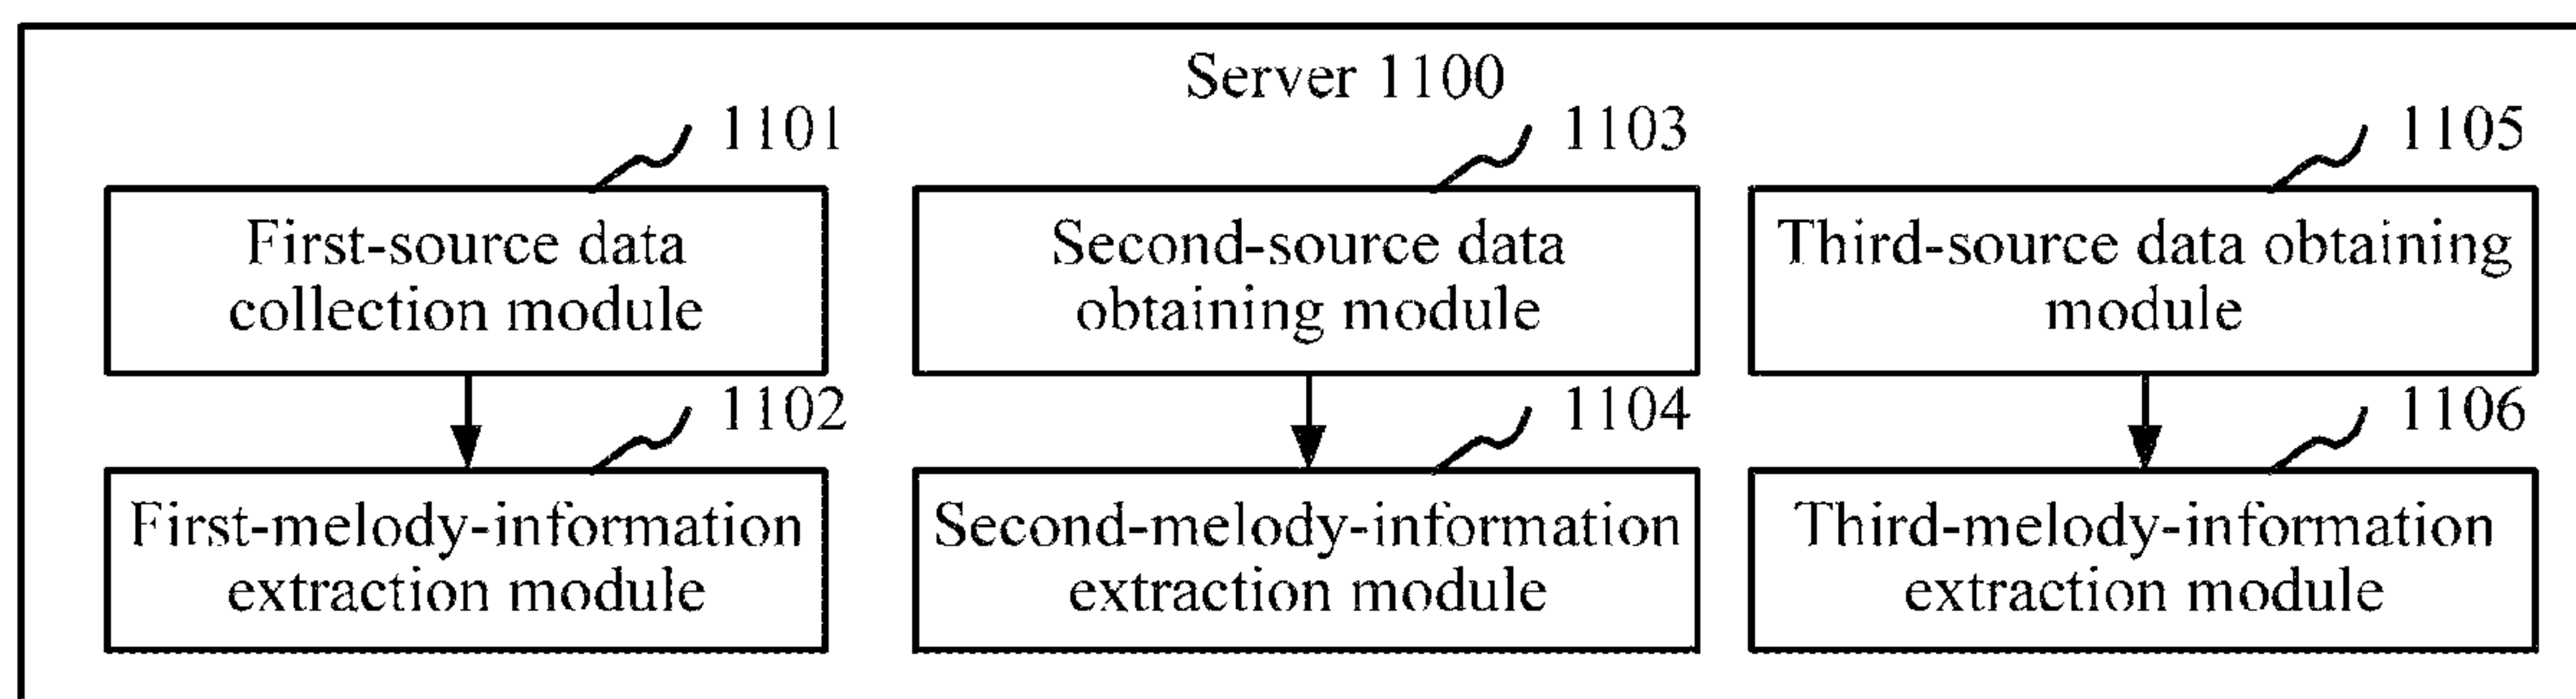 Server 1100
1101
1103
1105
First-source data
collection module
Second-source data
obtaining module
Third-source data obtaining
module
1102
1104
1106
First-melody-information
extraction module
Second-melody-information
extraction module
Third-melody-information
extraction module